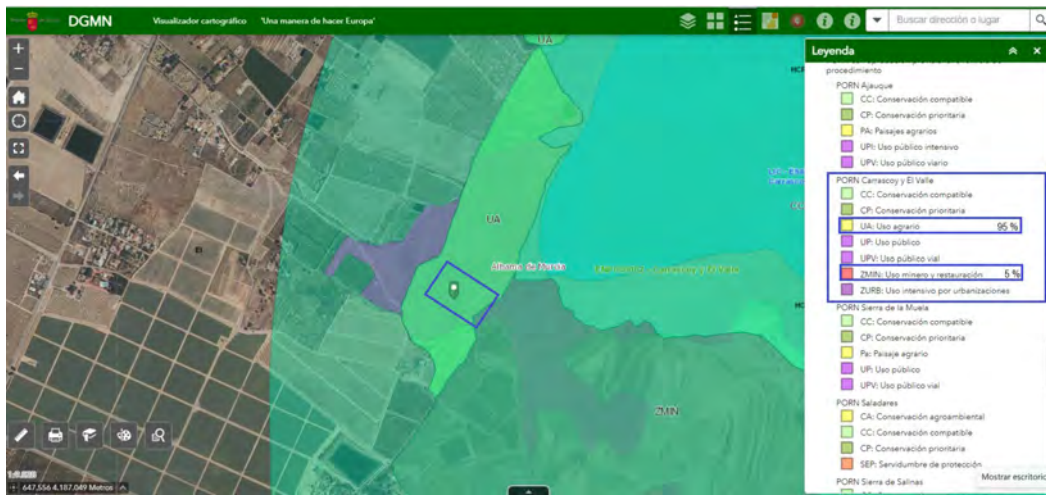 DGMN Visualizador cartográfico 'Una manera de hacer Europa' Buscar dirección o lugar
Leyenda
procedimiento
PORN Ajauque
CC: Conservación compatible
CP: Conservación prioritaria
PA: Paisajes agrarios
UPI: Uso público intensivo
UPV: Uso público viario
PORN Carrascoy y El Valle
CC: Conservación compatible
CP: Conservación prioritaria
UA: Uso agrario 95 %
UP: Uso público
UPV: Uso público vial
ZMIN: Uso minero y restauración 5 %
ZURB: Uso intensivo por urbanizaciones
PORN Sierra de la Muela
CC: Conservación compatible
CP: Conservación prioritaria
Pa: Paisaje agrario
UP: Uso público
UPV: Uso público vial
PORN Saladares
CA: Conservación agroambiental
CC: Conservación compatible
CP: Conservación prioritaria
SEP: Servidumbre de protección
Mostrar escritorio
PORN Sierra de Salinas
UA
UA
Alhama de Murcia
ZMIN
647,556 4,187,049 Metros